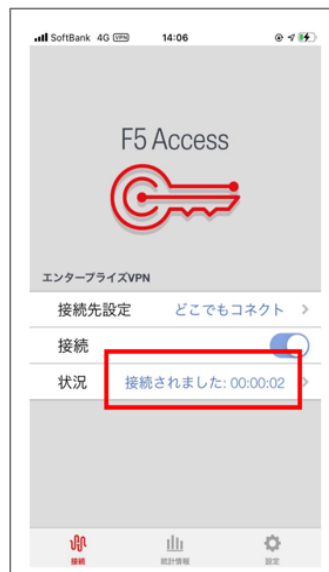 SoftBank 4G VPN 14:06
F5 Access
エンタープライズVPN
接続先設定 どこでもコネクト >
接続
状況 接続されました: 00:00:02 >
接続 統計情報 設定